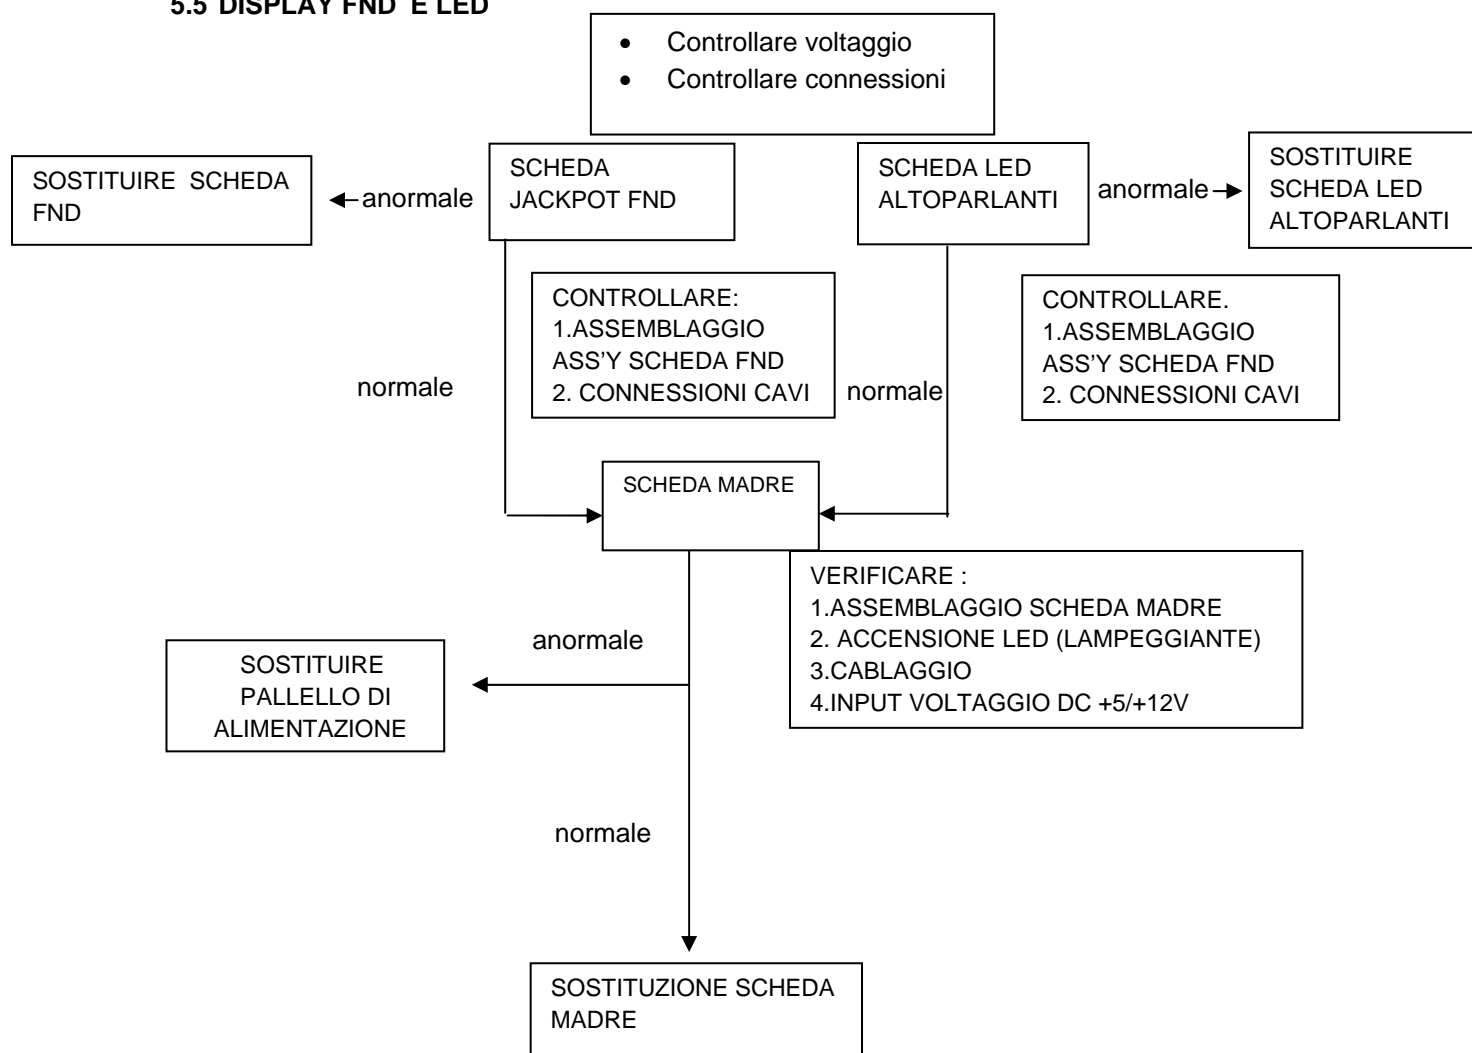 5.5 DISPLAY FND E LED
• Controllare voltaggio
• Controllare connessioni
SOSTITUIRE SCHEDA
FND
anormale
SCHEDA
JACKPOT FND
SCHEDA LED
ALTOPARLANTI
anormale
SOSTITUIRE
SCHEDA LED
ALTOPARLANTI
normale
CONTROLLARE:
1.ASSEMBLAGGIO
ASS’Y SCHEDA FND
2. CONNESSIONI CAVI
normale
CONTROLLARE.
1.ASSEMBLAGGIO
ASS’Y SCHEDA FND
2. CONNESSIONI CAVI
SCHEDA MADRE
VERIFICARE :
1.ASSEMBLAGGIO SCHEDA MADRE
2. ACCENSIONE LED (LAMPEGGIANTE)
3.CABLAGGIO
4.INPUT VOLTAGGIO DC +5/+12V
anormale
SOSTITUIRE
PALLELLO DI
ALIMENTAZIONE
normale
SOSTITUZIONE SCHEDA
MADRE